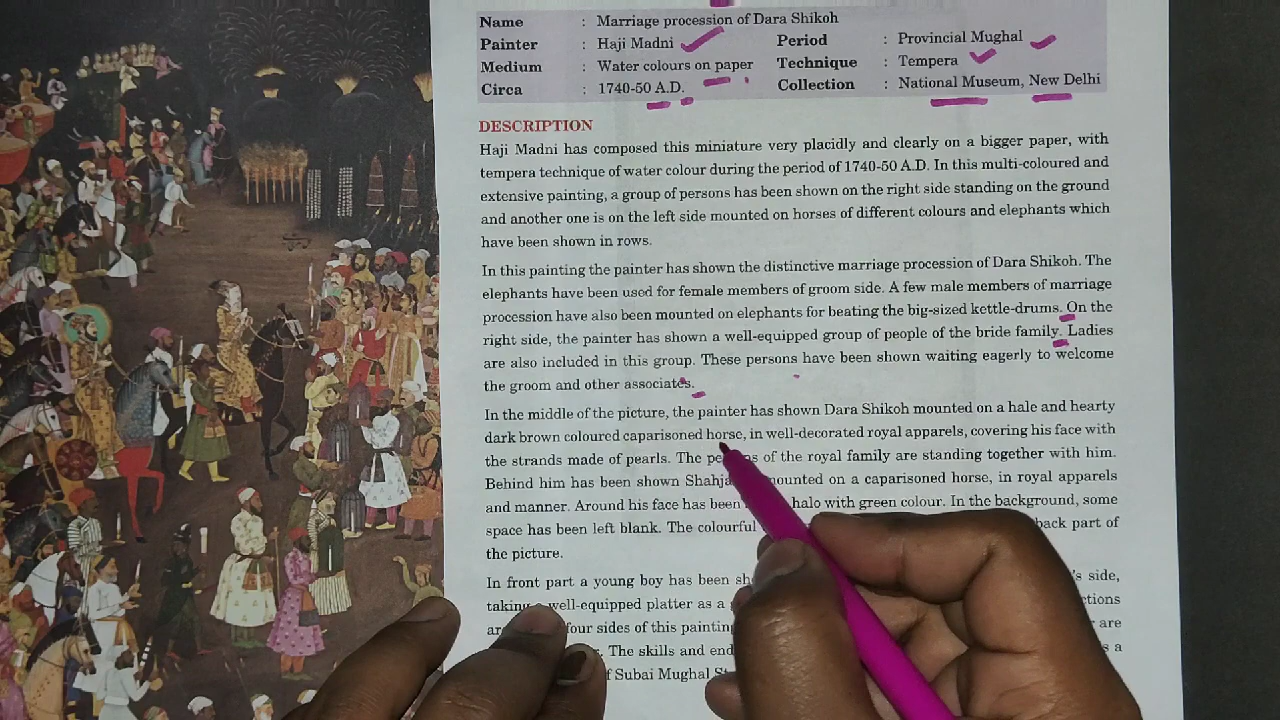 Name : Marriage procession of Dara Shikoh
Painter : Haji Madni Period : Provincial Mughal
Medium : Water colours on paper Technique : Tempera
Circa : 1740-50 A.D. Collection : National Museum, New Delhi
DESCRIPTION
Haji Madni has composed this miniature very placidly and clearly on a bigger paper, with
tempera technique of water colour during the period of 1740-50 A.D. In this multi-coloured and
extensive painting, a group of persons has been shown on the right side standing on the ground
and another one is on the left side mounted on horses of different colours and elephants which
have been shown in rows.
In this painting the painter has shown the distinctive marriage procession of Dara Shikoh. The
elephants have been used for female members of groom side. A few male members of marriage
procession have also been mounted on elephants for beating the big-sized kettle-drums. On the
right side, the painter has shown a well-equipped group of people of the bride family. Ladies
are also included in this group. These persons have been shown waiting eagerly to welcome
the groom and other associates.
In the middle of the picture, the painter has shown Dara Shikoh mounted on a hale and hearty
dark brown coloured caparisoned horse, in well-decorated royal apparels, covering his face with
the strands made of pearls. The of the royal family are standing together with him.
Behind him has been shown mounted on a caparisoned horse, in royal apparels
and manner. Around his face has been halo with green colour. In the background, some
space has been left blank. The colourful back part of
the picture.
In front part a young boy has been side,
taking well-equipped platter as a
four sides of this painting are
The skills and a
Subai Mughal